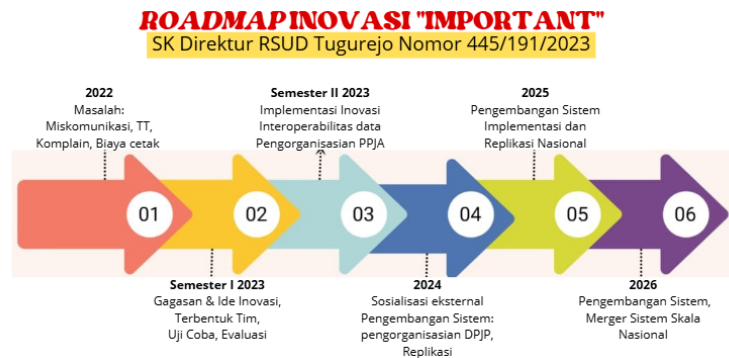 ROADMAP INOVASI "IMPORTANT"
SK Direktur RSUD Tugurejo Nomor 445/191/2023
2022
Masalah:
Miskomunikasi, TT,
Komplain, Biaya cetak
Semester II 2023
Implementasi Inovasi
Interoperabilitas data
Pengorganisasian PPJA
2025
Pengembangan Sistem
Implementasi dan
Replikasi Nasional
01
02
03
04
05
06
Semester I 2023
Gagasan & Ide Inovasi,
Terbentuk Tim,
Uji Coba, Evaluasi
2024
Sosialisasi eksternal
Pengembangan Sistem:
pengorganisasian DPJP,
Replikasi
2026
Pengembangan Sistem,
Merger Sistem Skala
Nasional